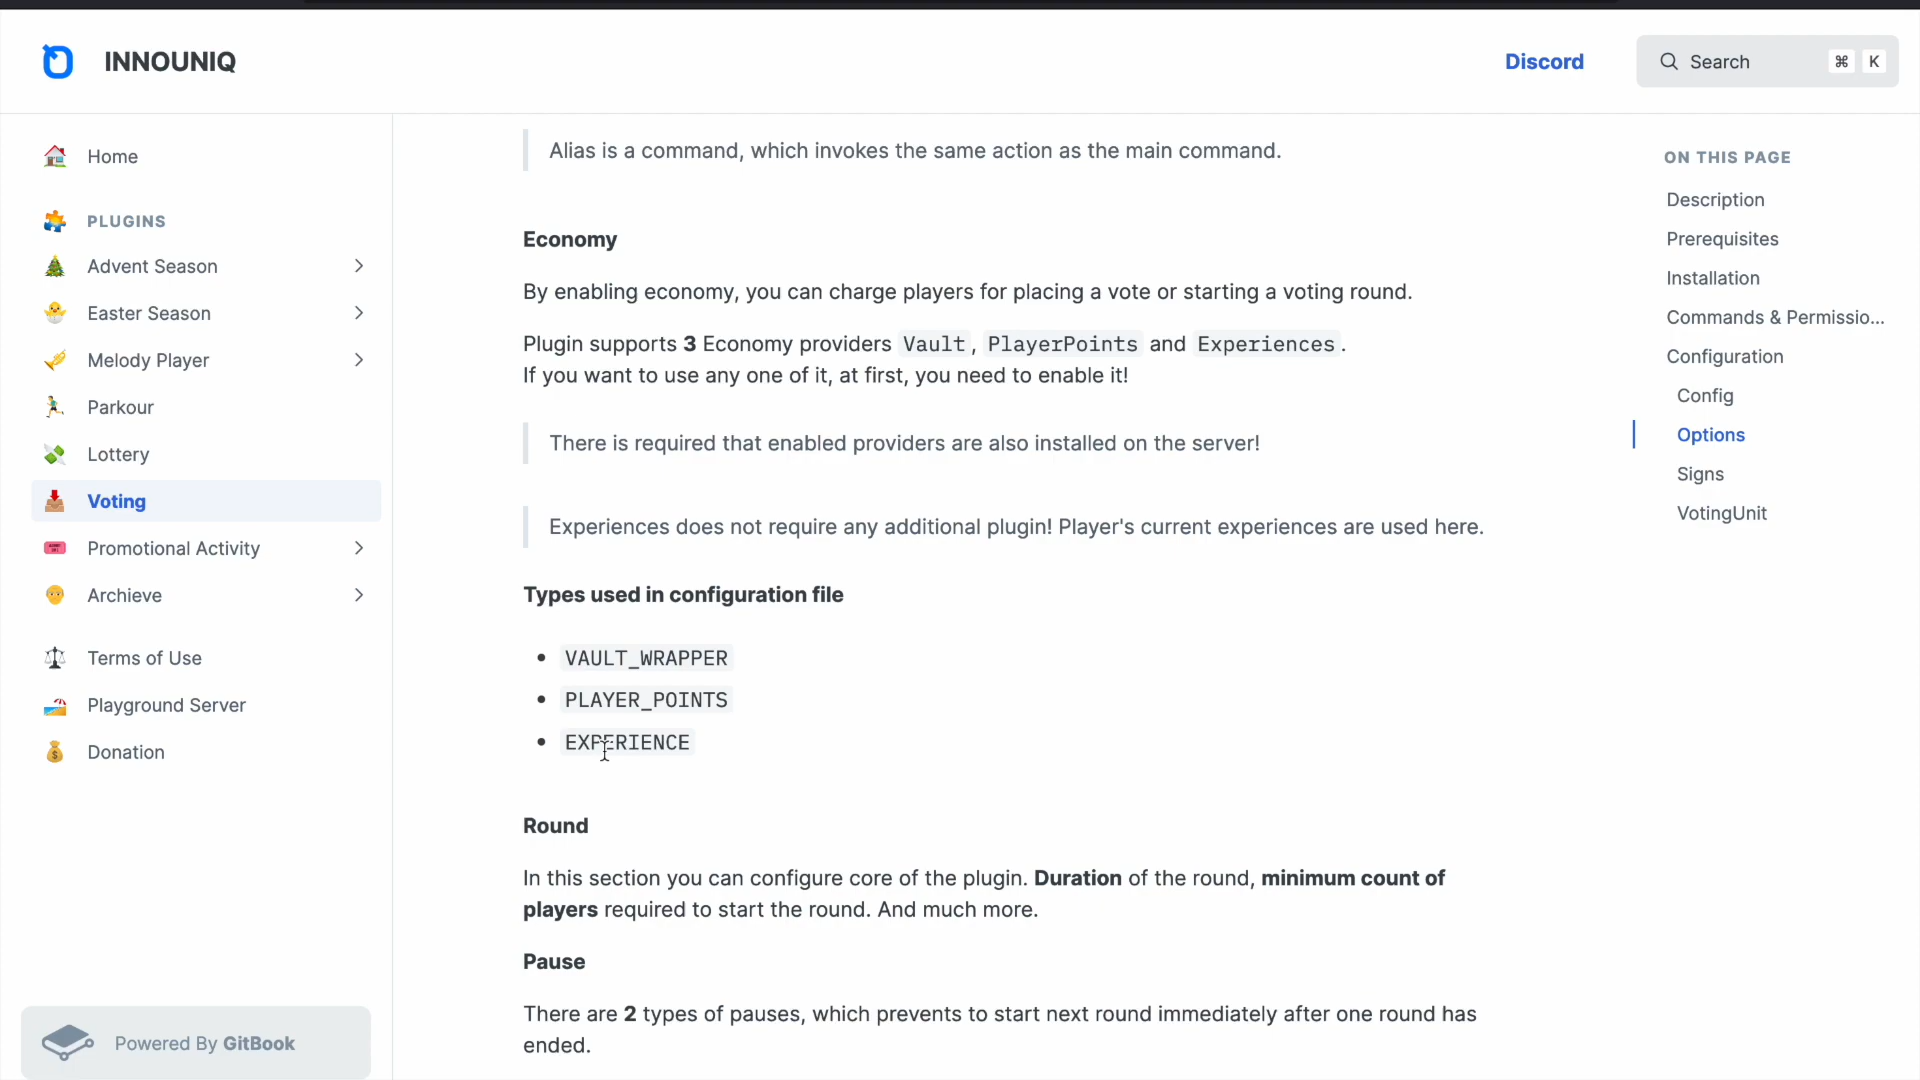 INNOUNIQ
Discord
Search
⌘ K
Home
PLUGINS
Advent Season
Easter Season
Melody Player
Parkour
Lottery
Voting
Promotional Activity
Archieve
Terms of Use
Playground Server
Donation
Powered By GitBook
Alias is a command, which invokes the same action as the main command.
Economy
By enabling economy, you can charge players for placing a vote or starting a voting round.
Plugin supports 3 Economy providers Vault, PlayerPoints and Experiences.
If you want to use any one of it, at first, you need to enable it!
There is required that enabled providers are also installed on the server!
Experiences does not require any additional plugin! Player's current experiences are used here.
Types used in configuration file
• VAULT_WRAPPER
• PLAYER_POINTS
• EXPERIENCE
Round
In this section you can configure core of the plugin. Duration of the round, minimum count of
players required to start the round. And much more.
Pause
There are 2 types of pauses, which prevents to start next round immediately after one round has
ended.
ON THIS PAGE
Description
Prerequisites
Installation
Commands & Permissio...
Configuration
Config
Options
Signs
VotingUnit